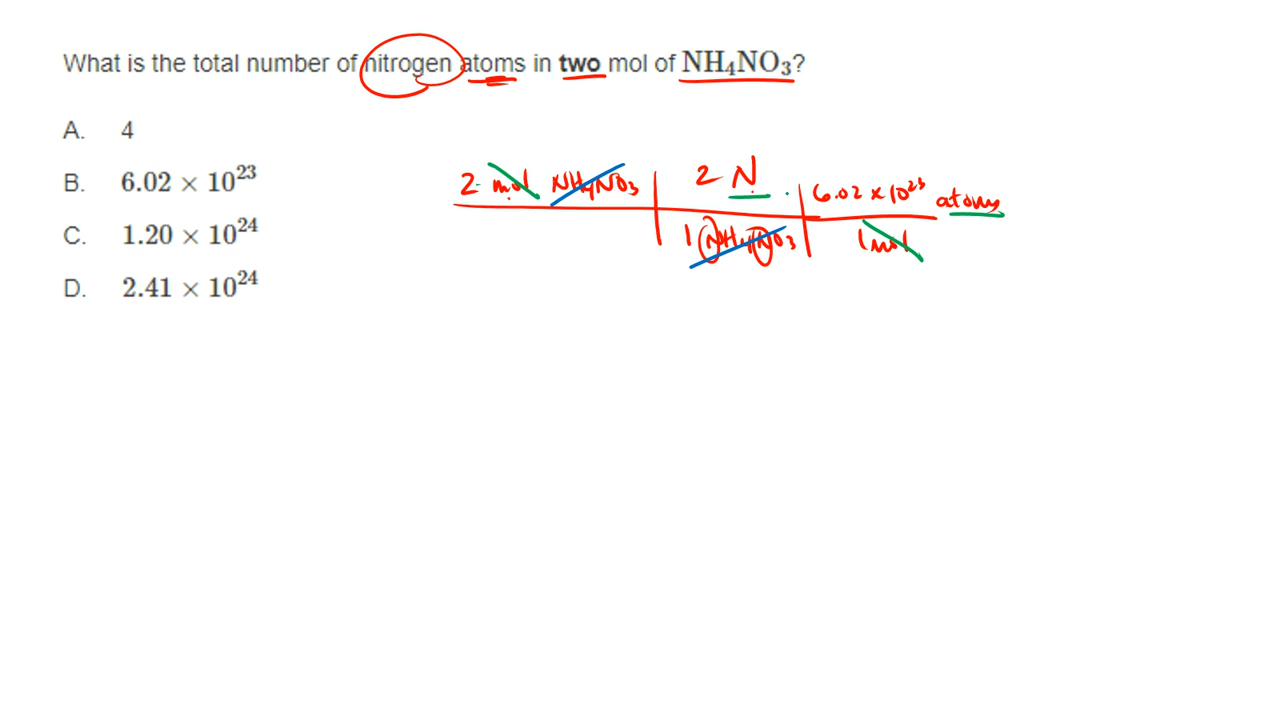 What is the total number of nitrogen atoms in two mol of NH₄NO₃?
A. 4
B. 6.02 × 10²³
C. 1.20 × 10²⁴
D. 2.41 × 10²⁴
2 mol NH₄NO₃ | 2 N | 6.02 × 10²³ atoms
1 NH₄NO₃ | 1 mol